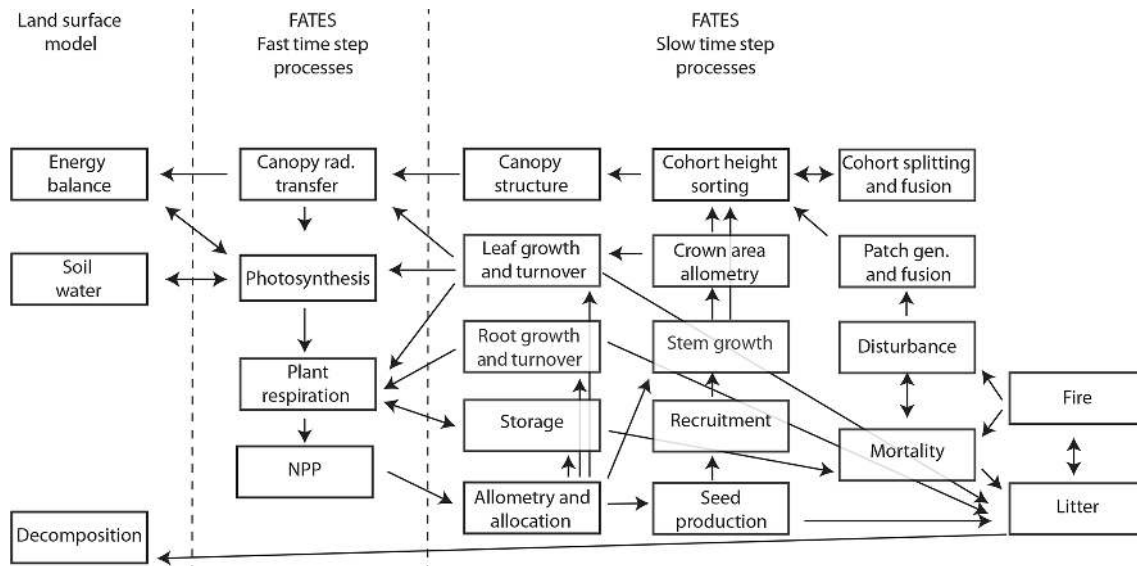 Land surface
model
FATES
Fast time step
processes
FATES
Slow time step
processes
Energy
balance
Canopy rad.
transfer
Canopy
structure
Cohort height
sorting
Cohort splitting
and fusion
Soil
water
Photosynthesis
Leaf growth
and turnover
Crown area
allometry
Patch gen.
and fusion
Plant
respiration
Root growth
and turnover
Stem growth
Disturbance
Storage
Recruitment
Mortality
Fire
NPP
Allometry and
allocation
Seed
production
Litter
Decomposition